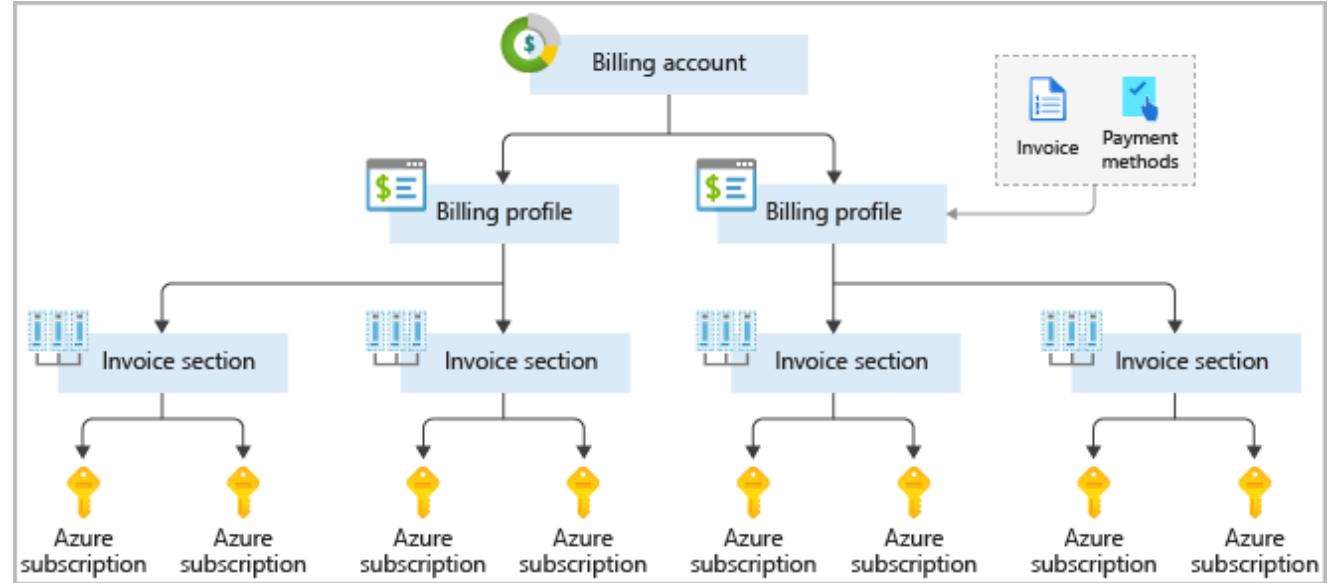 Billing account
Invoice
Payment
methods
Billing profile
Billing profile
Invoice section
Invoice section
Invoice section
Invoice section
Azure
subscription
Azure
subscription
Azure
subscription
Azure
subscription
Azure
subscription
Azure
subscription
Azure
subscription
Azure
subscription